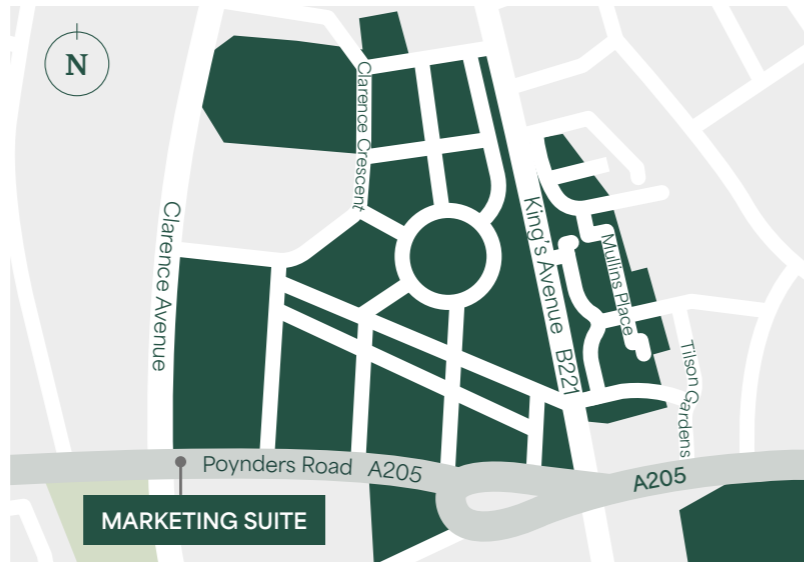 N
Clarence Crescent
Clarence Avenue
King's Avenue B221
Mullins Place
Tilson Gardens
Poynders Road A205
A205
MARKETING SUITE